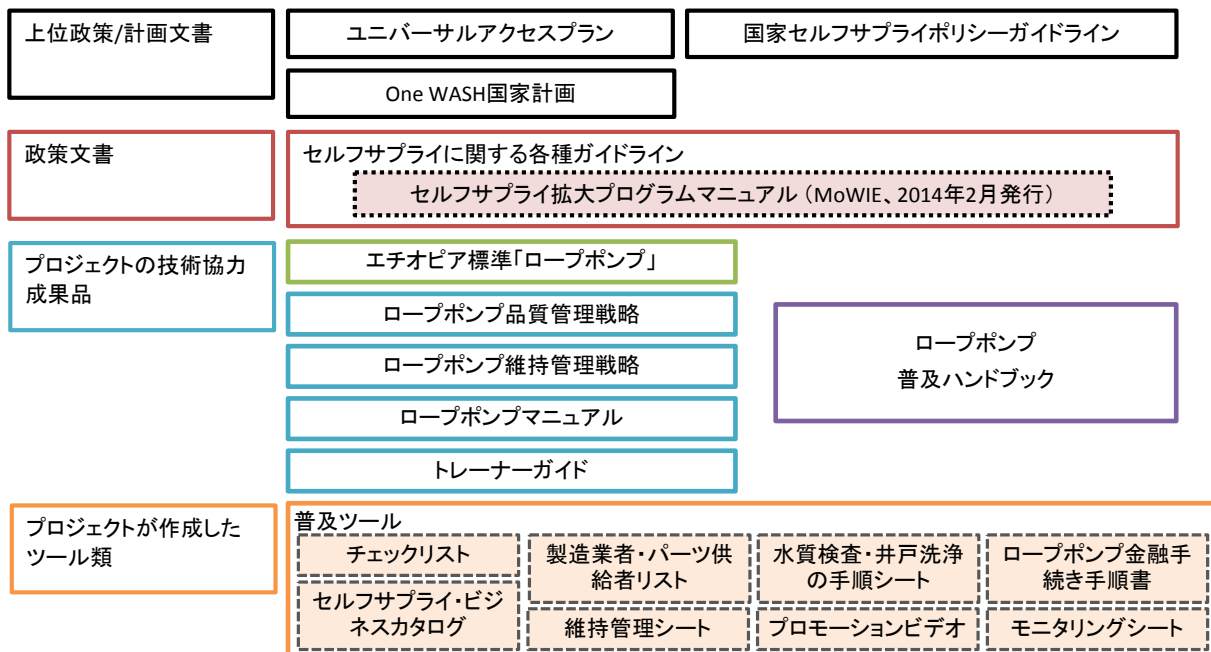 上位政策/計画文書
ユニバーサルアクセスプラン
国家セルフサプライポリシーガイドライン
One WASH国家計画
政策文書
セルフサプライに関する各種ガイドライン
セルフサプライ拡大プログラムマニュアル（MoWIE、2014年2月発行）
プロジェクトの技術協力
成果品
エチオピア標準「ロープポンプ」
ロープポンプ品質管理戦略
ロープポンプ維持管理戦略
ロープポンプマニュアル
トレーナーガイド
ロープポンプ
普及ハンドブック
プロジェクトが作成した
ツール類
普及ツール
チェックリスト
製造業者・パーツ供
給者リスト
水質検査・井戸洗浄
の手順シート
ロープポンプ金融手
続き手順書
セルフサプライ・ビジ
ネスカタログ
維持管理シート
プロモーションビデオ
モニタリングシート